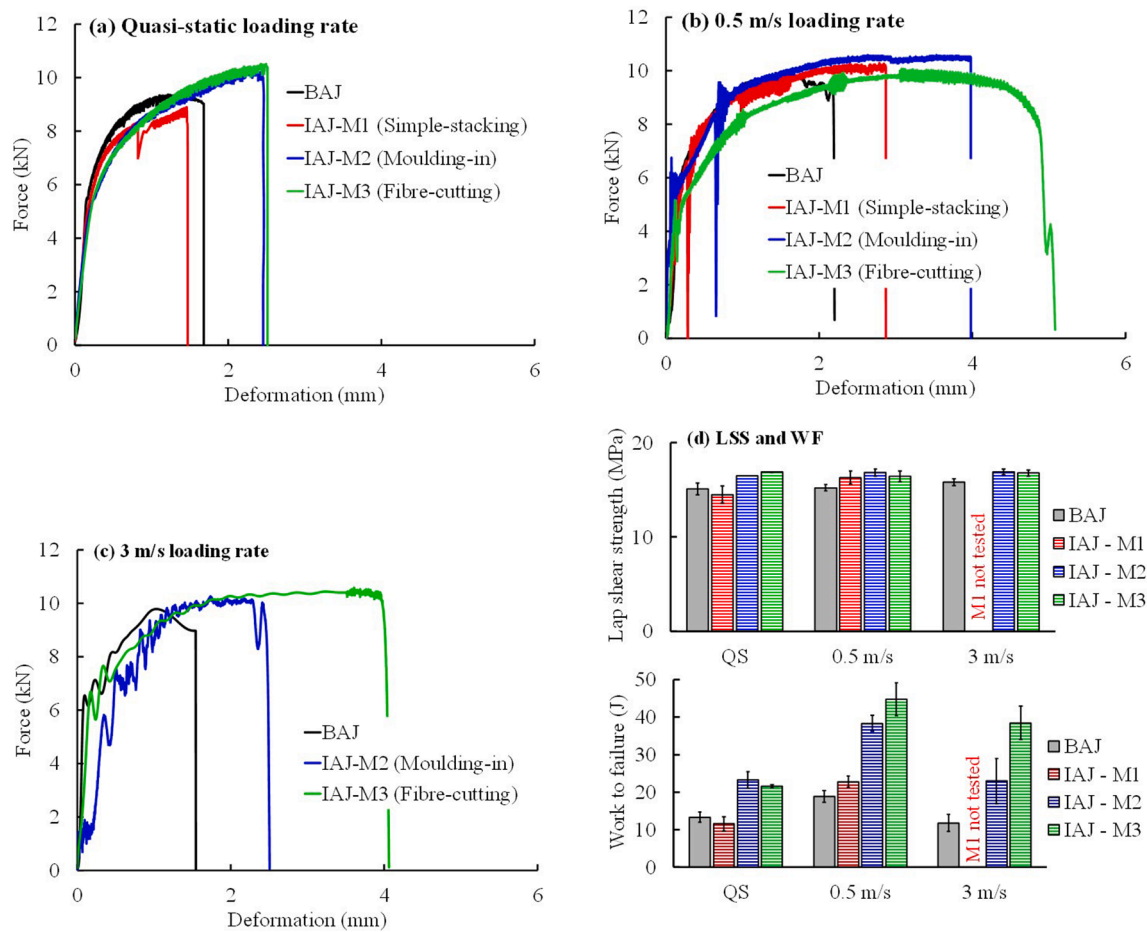 (a) Quasi-static loading rate
12
10
8
6
4
2
0
Force (kN)
BAJ
IAJ-M1 (Simple-stacking)
IAJ-M2 (Moulding-in)
IAJ-M3 (Fibre-cutting)
0
2
4
6
Deformation (mm)
(b) 0.5 m/s loading rate
12
10
8
6
4
2
0
Force (kN)
BAJ
IAJ-M1 (Simple-stacking)
IAJ-M2 (Moulding-in)
IAJ-M3 (Fibre-cutting)
0
2
4
6
Deformation (mm)
(c) 3 m/s loading rate
12
10
8
6
4
2
0
Force (kN)
BAJ
IAJ-M2 (Moulding-in)
IAJ-M3 (Fibre-cutting)
0
2
4
6
Deformation (mm)
(d) LSS and WF
20
10
0
Lap shear strength (MPa)
M1 not tested
BAJ
IAJ - M1
IAJ - M2
IAJ - M3
QS
0.5 m/s
3 m/s
50
40
30
20
10
0
Work to failure (J)
M1 not tested
BAJ
IAJ - M1
IAJ - M2
IAJ - M3
QS
0.5 m/s
3 m/s